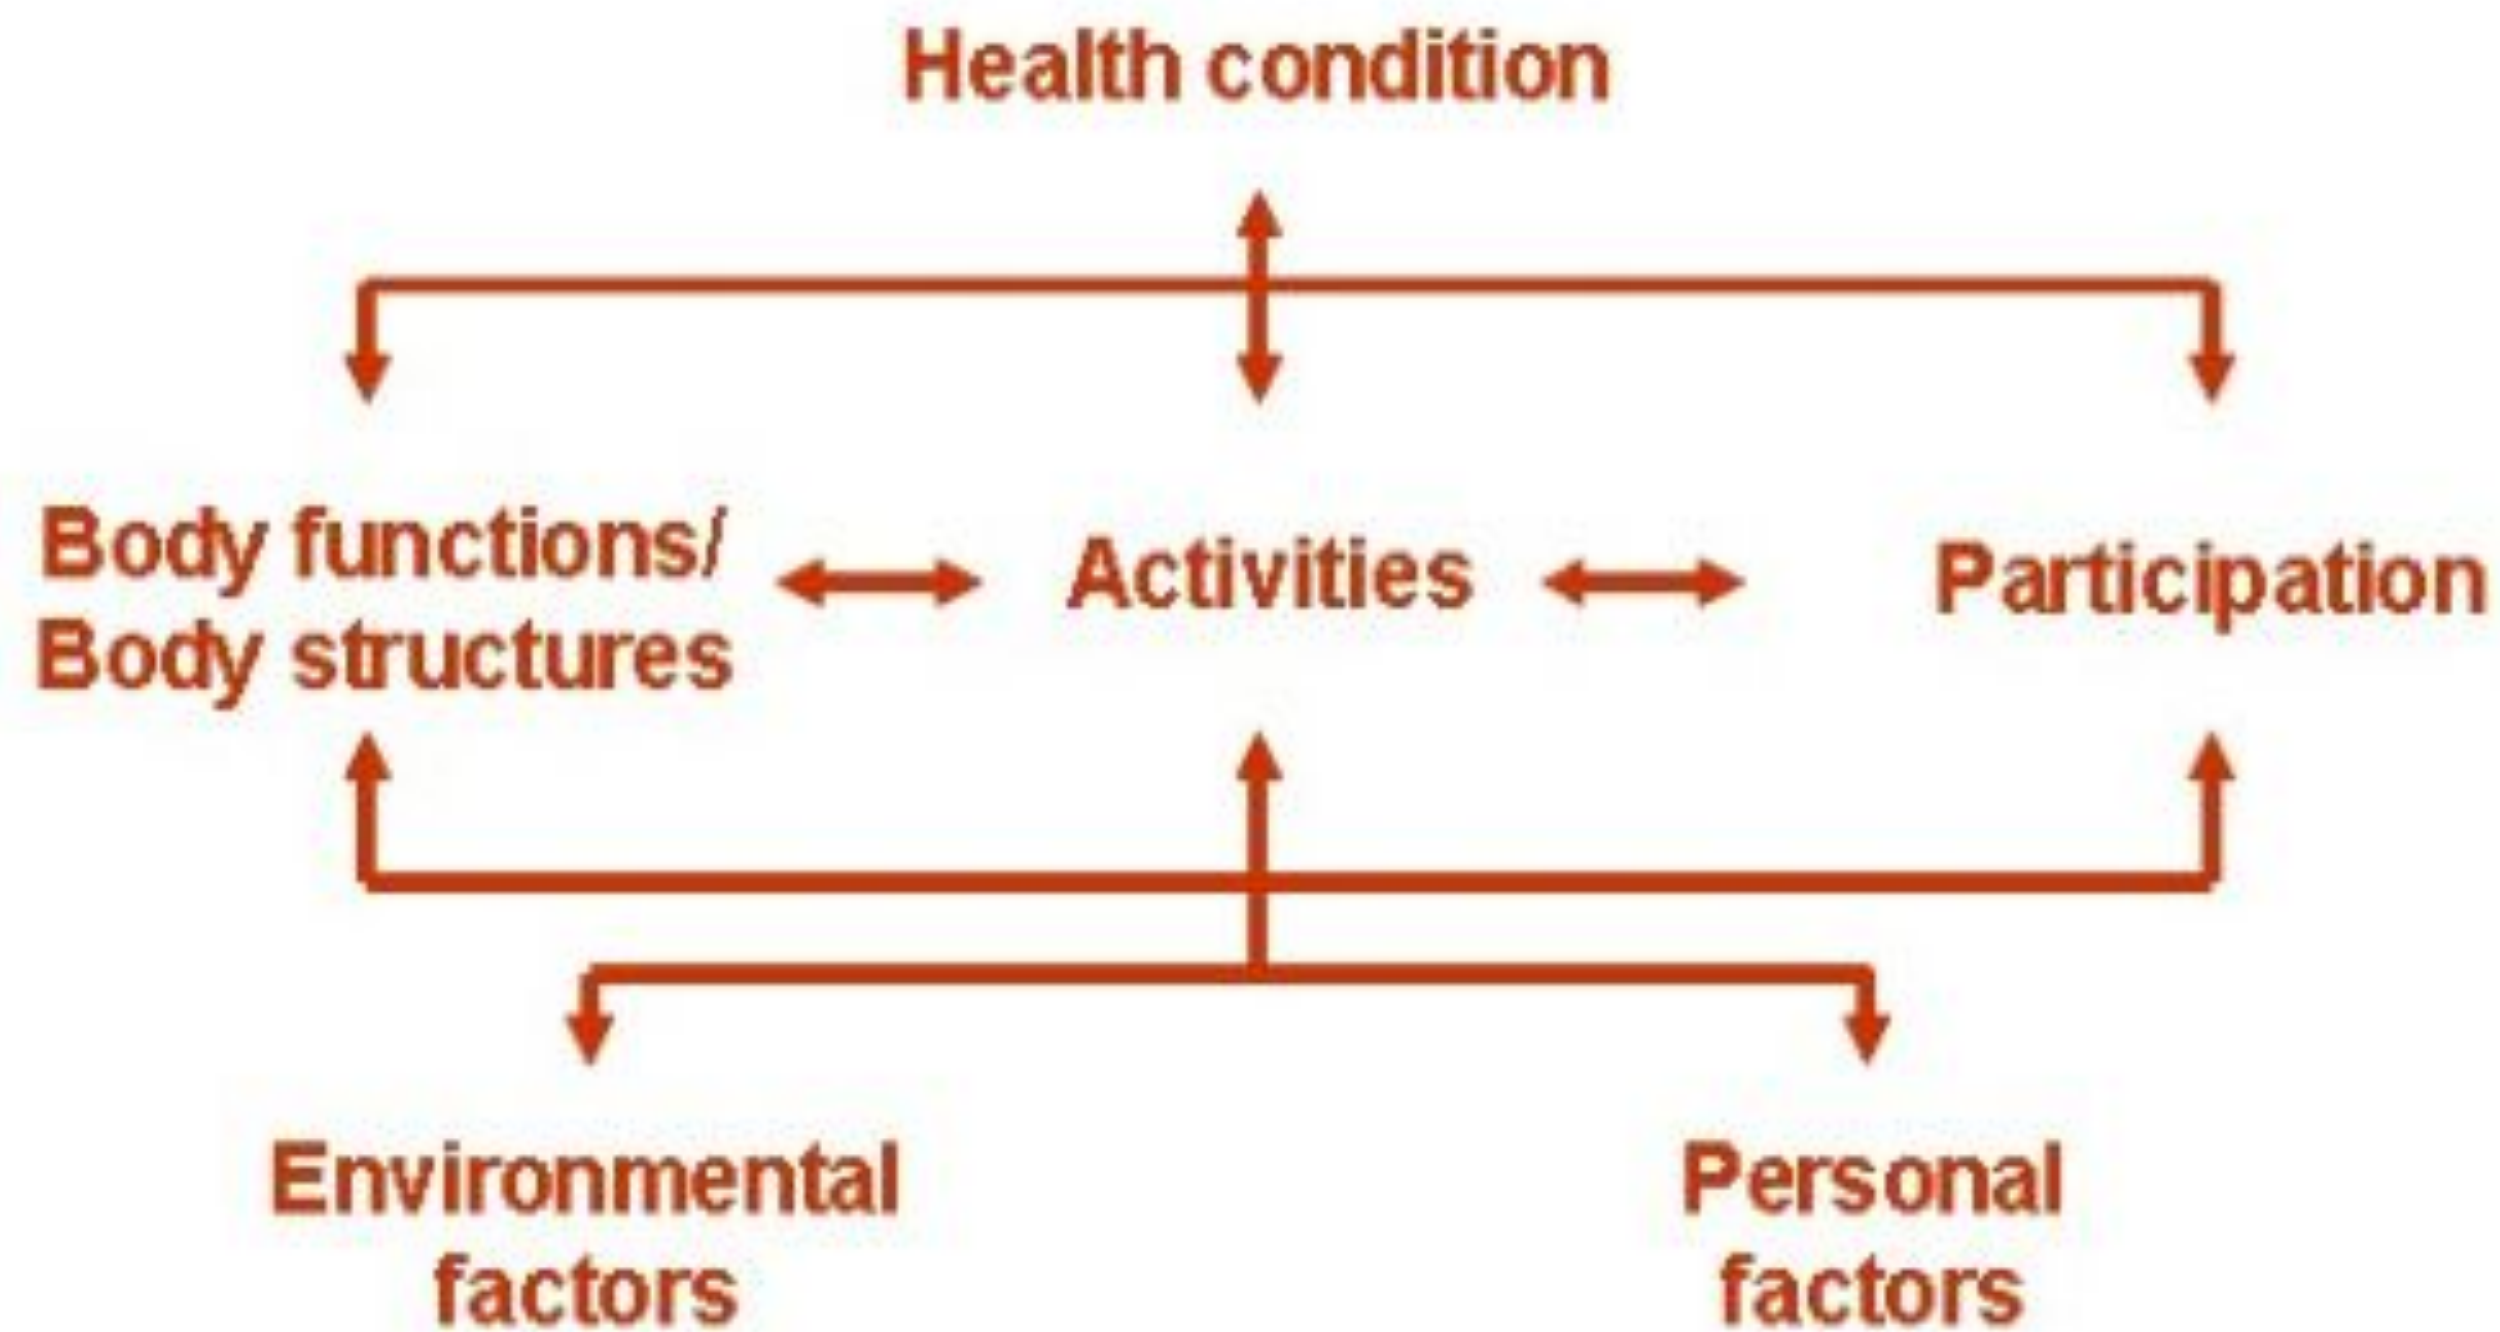 Health condition
Body functions/
Body structures
Activities
Participation
Environmental
factors
Personal
factors